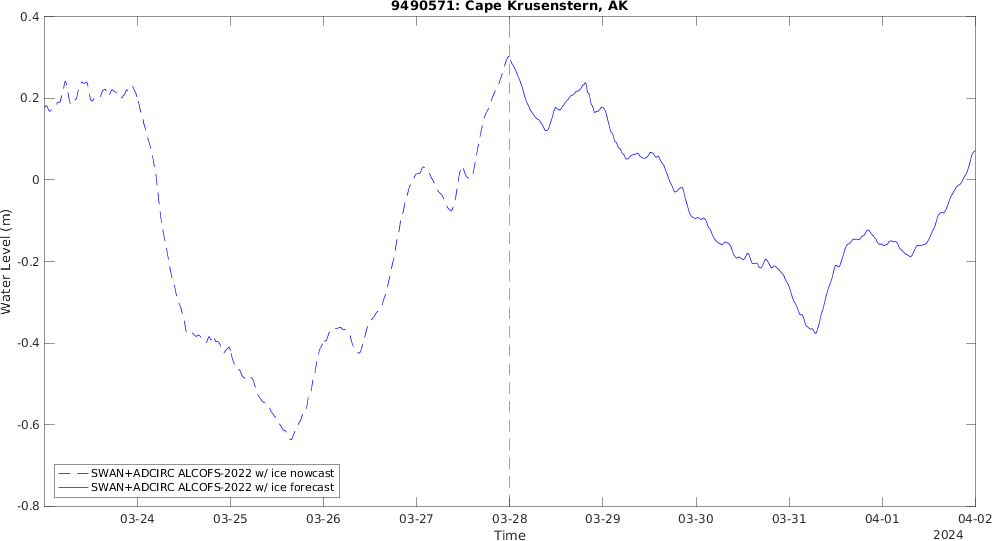 9490571: Cape Krusenstern, AK
0.4
0.2
0
-0.2
-0.4
-0.6
-0.8
Water Level (m)
SWAN+ADCIRC ALCOFS-2022 w/ ice nowcast
SWAN+ADCIRC ALCOFS-2022 w/ ice forecast
03-24 03-25 03-26 03-27 03-28 03-29 03-30 03-31 04-01 04-02
Time
2024